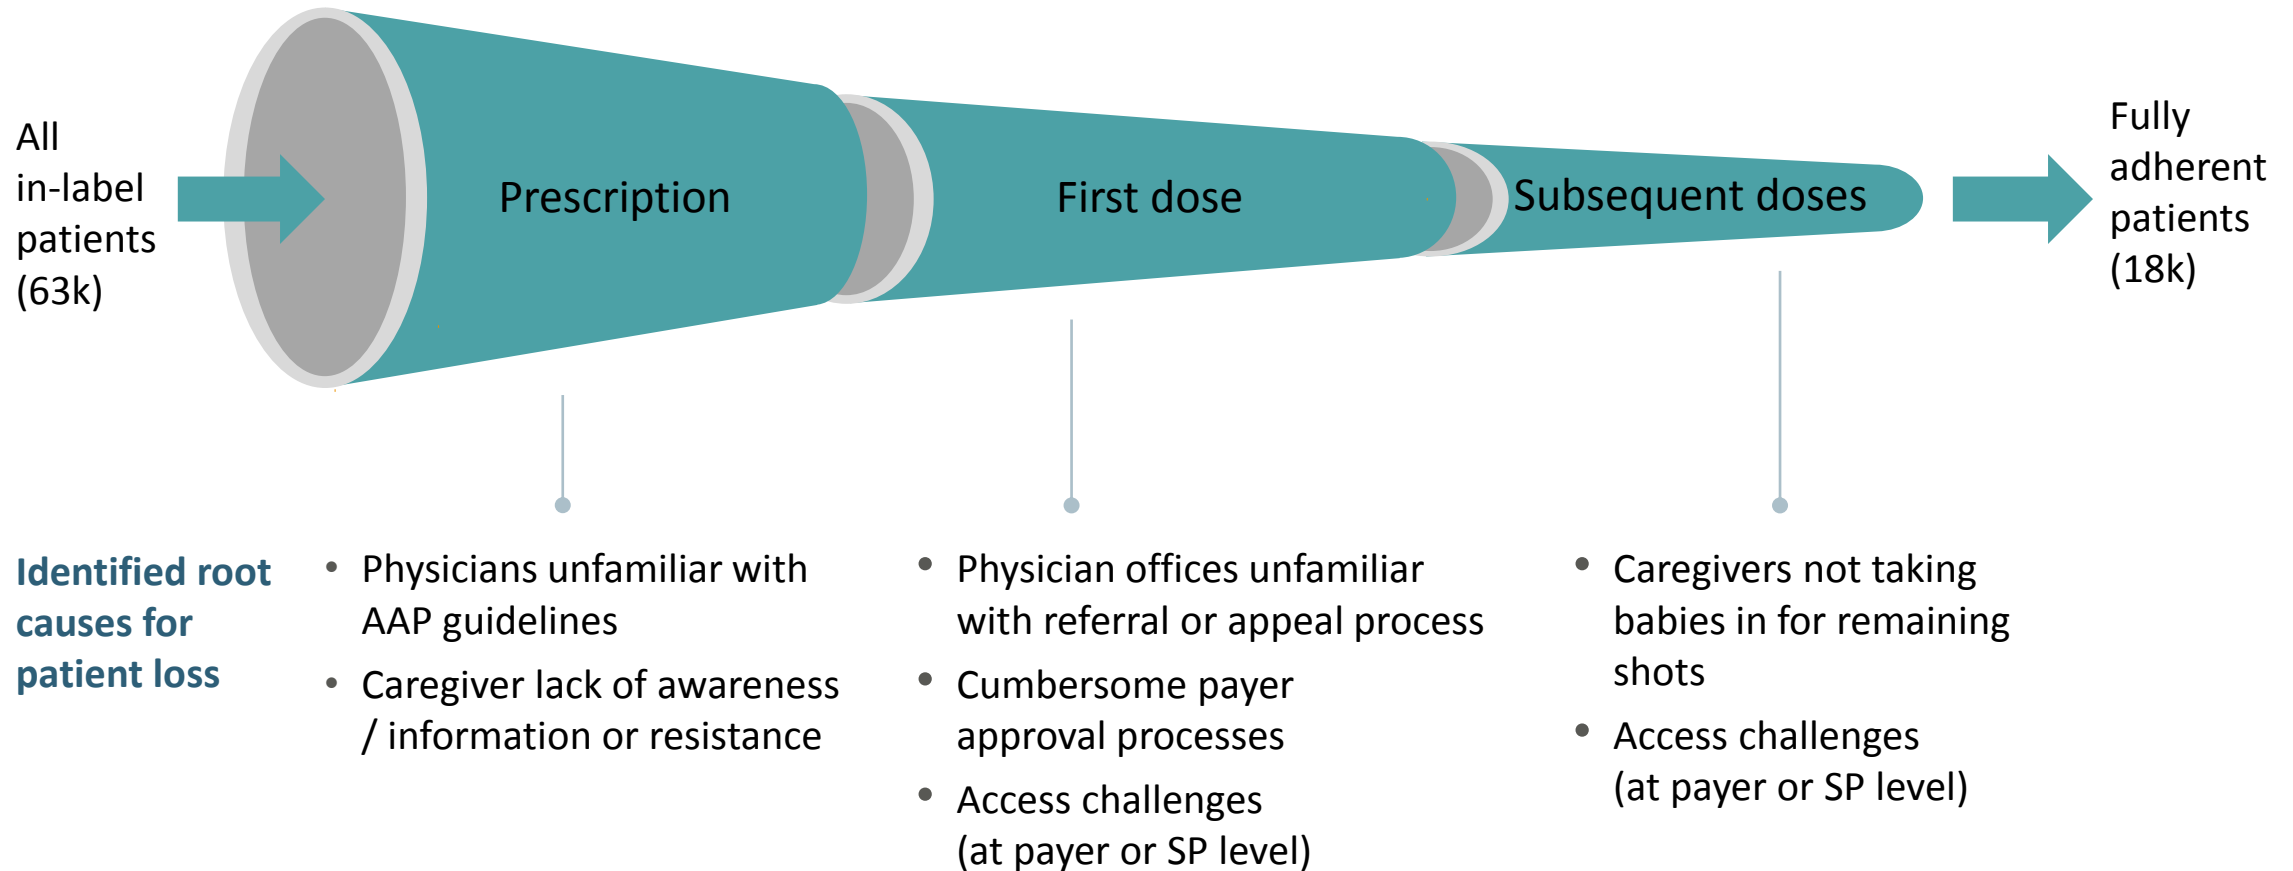 All
in-label
patients
(63k)
Prescription
First dose
Subsequent doses
Fully
adherent
patients
(18k)
Identified root
causes for
patient loss
• Physicians unfamiliar with
AAP guidelines
• Caregiver lack of awareness
/ information or resistance
• Physician offices unfamiliar
with referral or appeal process
• Cumbersome payer
approval processes
• Access challenges
(at payer or SP level)
• Caregivers not taking
babies in for remaining
shots
• Access challenges
(at payer or SP level)